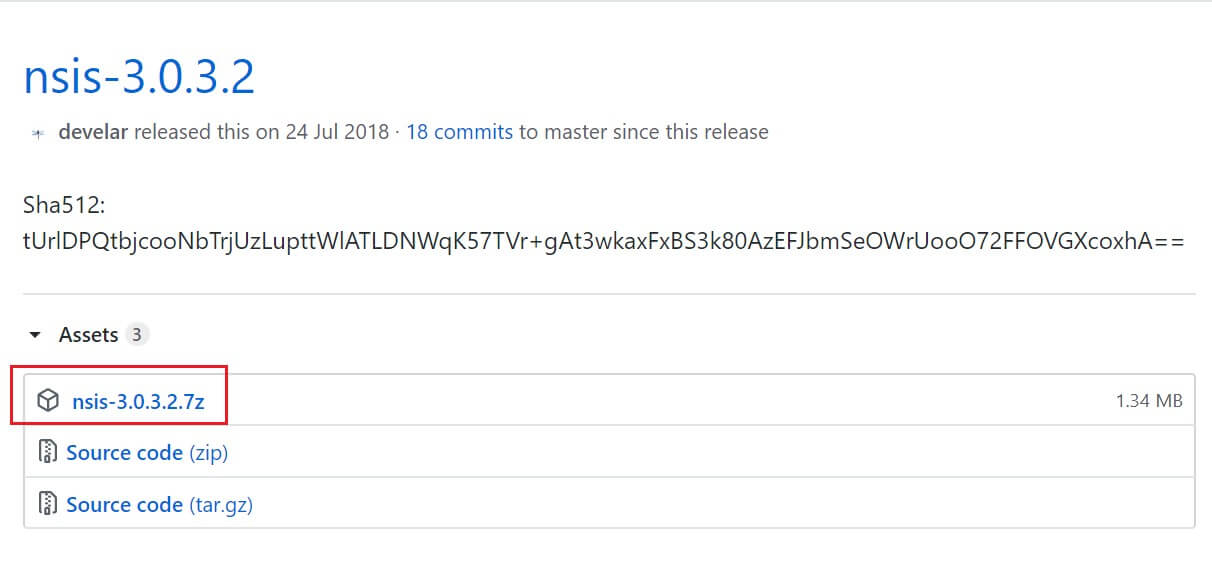 nsis-3.0.3.2
develar released this on 24 Jul 2018 · 18 commits to master since this release
Sha512:
tUrlDPQtbjcooNbTrjUzLupttWlATLDNWqK57TVr+gAt3wkaxFxBS3k80AzEFJbmSeOWrUooO72FFOVGXcoxhA==
Assets 3
nsis-3.0.3.2.7z 1.34 MB
Source code (zip)
Source code (tar.gz)